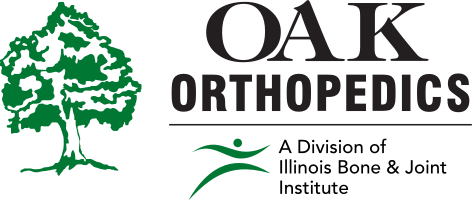 OAK
ORTHOPEDICS
A Division of
Illinois Bone & Joint
Institute